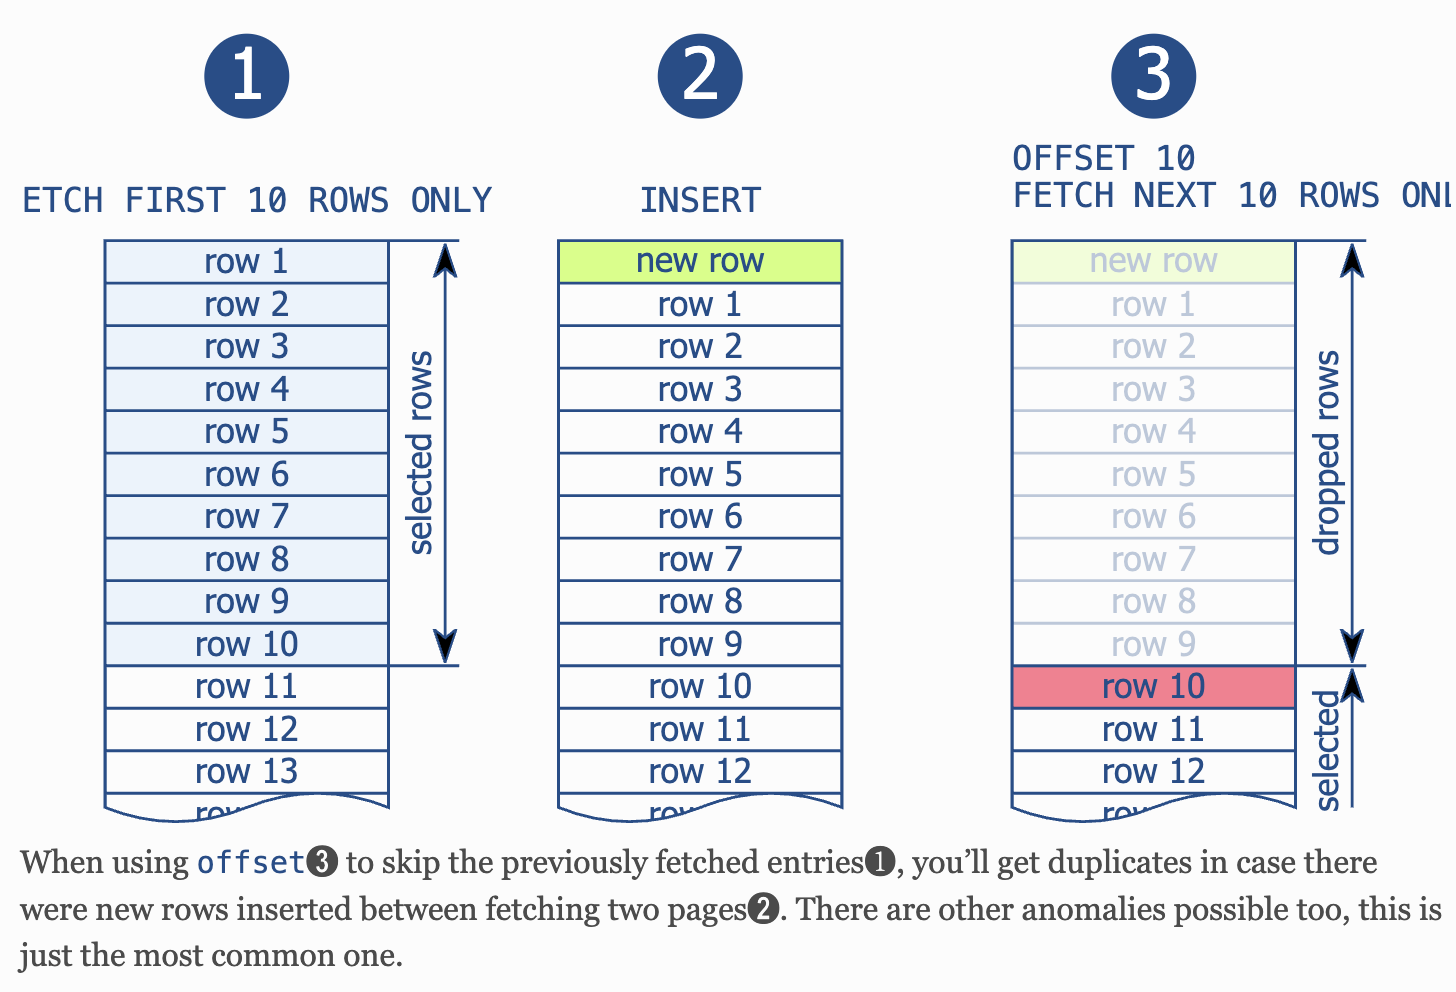 1
2
3
ETCH FIRST 10 ROWS ONLY
INSERT
OFFSET 10
FETCH NEXT 10 ROWS ONL
row 1
row 2
row 3
row 4
row 5
row 6
row 7
row 8
row 9
row 10
row 11
row 12
row 13
row
selected rows
new row
row 1
row 2
row 3
row 4
row 5
row 6
row 7
row 8
row 9
row 10
row 11
row 12
row
new row
row 1
row 2
row 3
row 4
row 5
row 6
row 7
row 8
row 9
row 10
row 11
row 12
row
dropped rows
selected
When using offset❸ to skip the previously fetched entries❶, you’ll get duplicates in case there
were new rows inserted between fetching two pages❷. There are other anomalies possible too, this is
just the most common one.